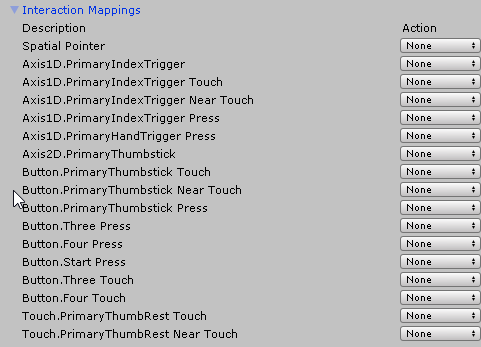 Interaction Mappings
Description Action
Spatial Pointer None
Axis1D.PrimaryIndexTrigger None
Axis1D.PrimaryIndexTrigger Touch None
Axis1D.PrimaryIndexTrigger Near Touch None
Axis1D.PrimaryIndexTrigger Press None
Axis1D.PrimaryHandTrigger Press None
Axis2D.PrimaryThumbstick None
Button.PrimaryThumbstick Touch None
Button.PrimaryThumbstick Near Touch None
Button.PrimaryThumbstick Press None
Button.Three Press None
Button.Four Press None
Button.Start Press None
Button.Three Touch None
Button.Four Touch None
Touch.PrimaryThumbRest Touch None
Touch.PrimaryThumbRest Near Touch None